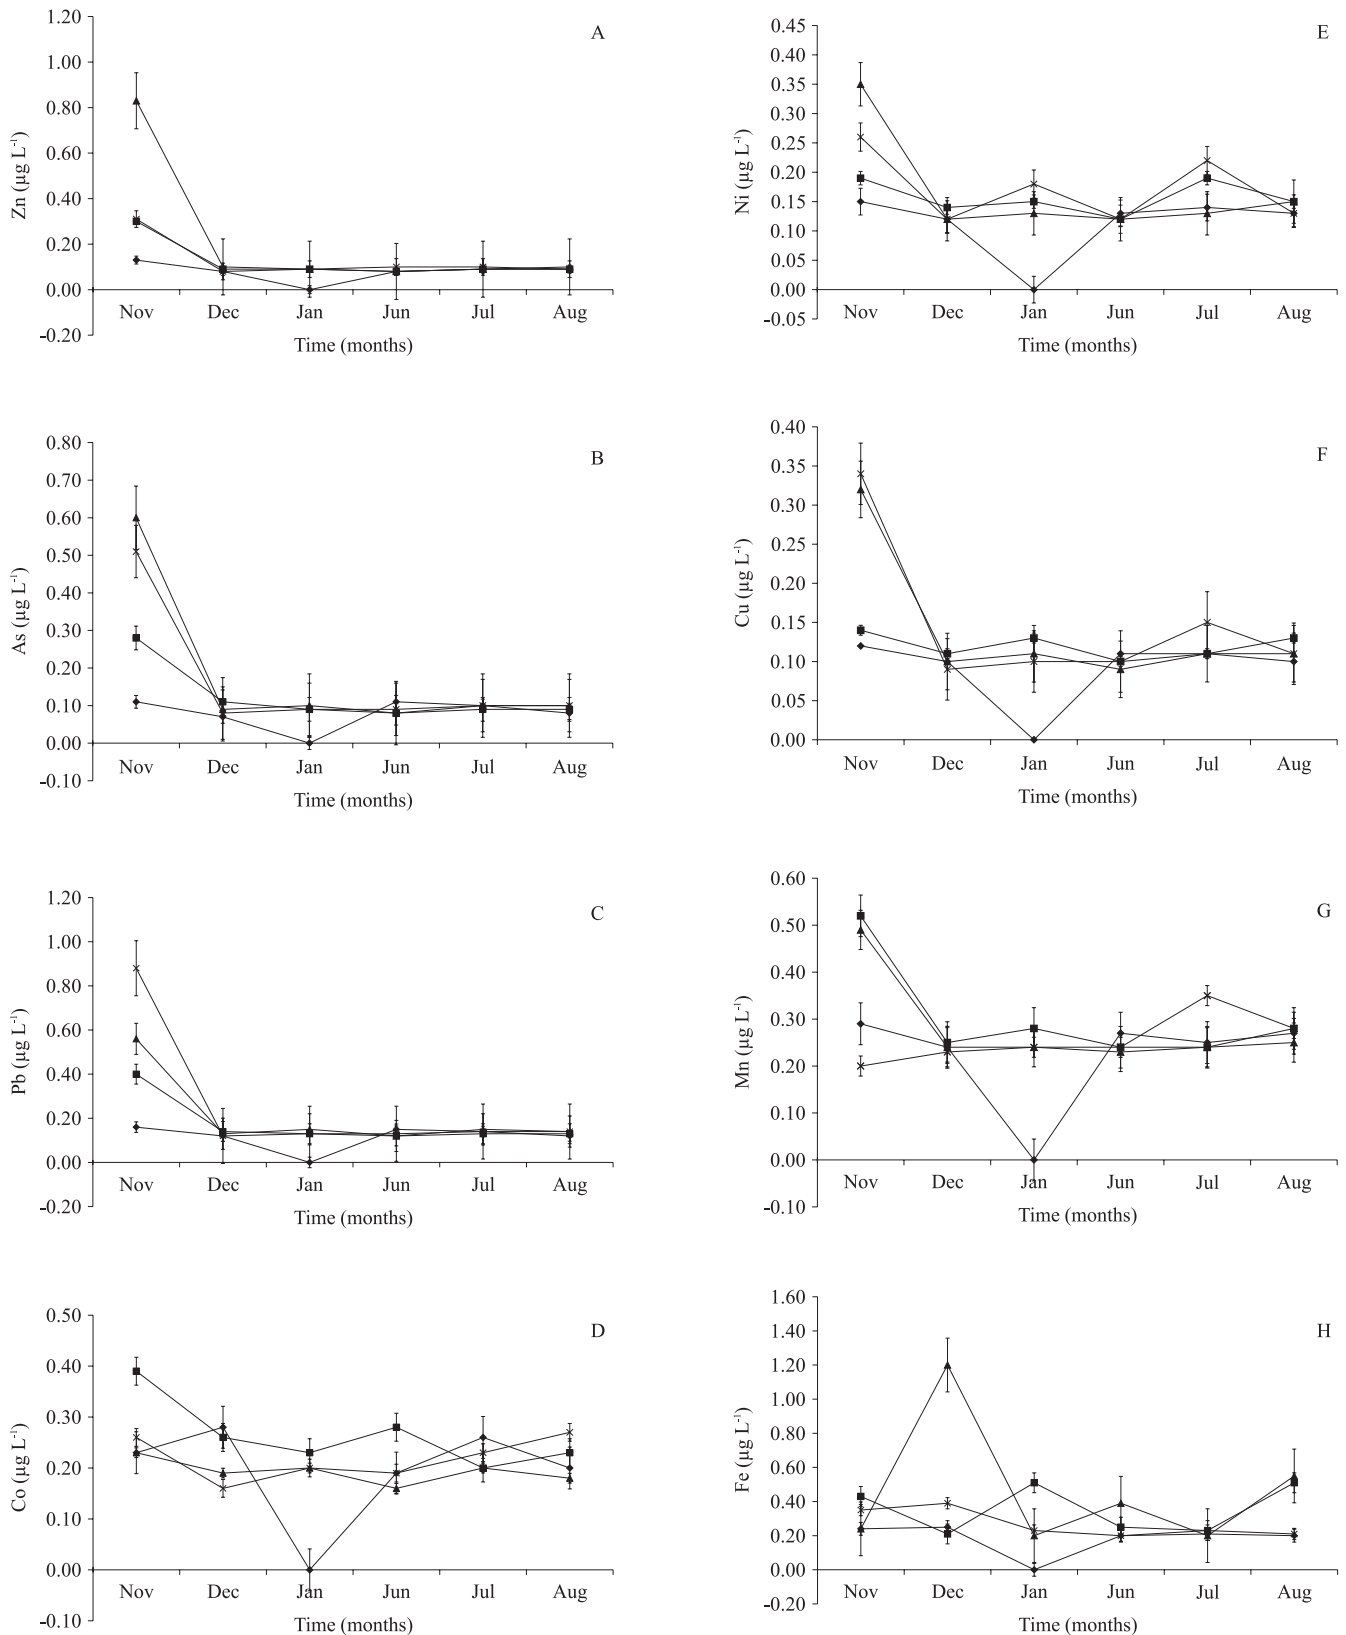 A
1.20
1.00
0.80
0.60
0.40
0.20
0.00
-0.20
Zn (µg L⁻¹)
Nov Dec Jan Jun Jul Aug
Time (months)
E
0.45
0.40
0.35
0.30
0.25
0.20
0.15
0.10
0.05
0.00
-0.05
Ni (µg L⁻¹)
Nov Dec Jan Jun Jul Aug
Time (months)
B
0.80
0.70
0.60
0.50
0.40
0.30
0.20
0.10
0.00
-0.10
As (µg L⁻¹)
Nov Dec Jan Jun Jul Aug
Time (months)
F
0.40
0.35
0.30
0.25
0.20
0.15
0.10
0.05
0.00
Cu (µg L⁻¹)
Nov Dec Jan Jun Jul Aug
Time (months)
C
1.20
1.00
0.80
0.60
0.40
0.20
0.00
-0.20
Pb (µg L⁻¹)
Nov Dec Jan Jun Jul Aug
Time (months)
G
0.60
0.50
0.40
0.30
0.20
0.10
0.00
-0.10
Mn (µg L⁻¹)
Nov Dec Jan Jun Jul Aug
Time (months)
D
0.50
0.40
0.30
0.20
0.10
0.00
-0.10
Co (µg L⁻¹)
Nov Dec Jan Jun Jul Aug
Time (months)
H
1.60
1.40
1.20
1.00
0.80
0.60
0.40
0.20
0.00
-0.20
Fe (µg L⁻¹)
Nov Dec Jan Jun Jul Aug
Time (months)